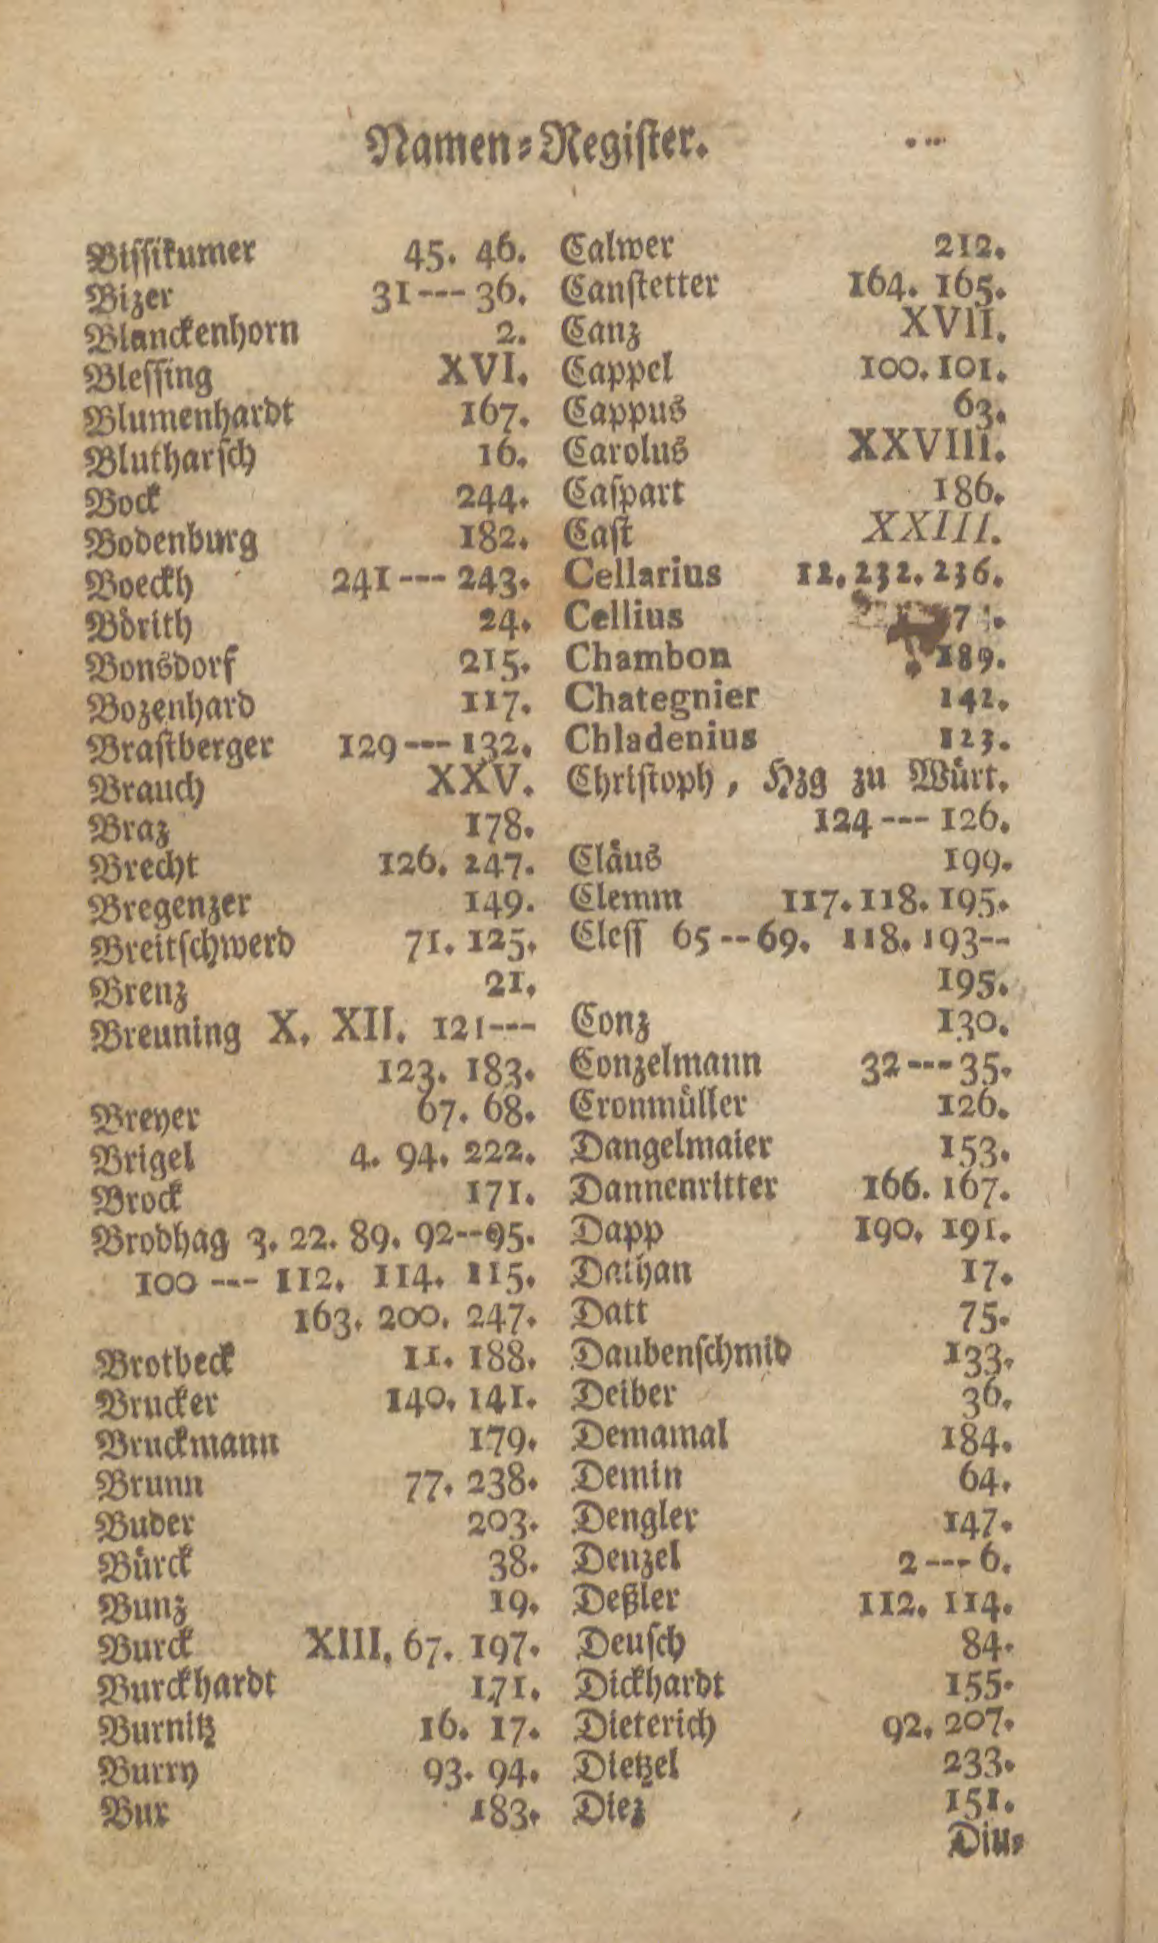 Namen-Regiſter.
Biſſikumer 45. 46.
Bizer 31--- 36.
Blanckenhorn 2.
Bleſſing XVI.
Blumenhardt 167.
Blutharſch 16.
Bock 244.
Bodenburg 182.
Boeckh 241--- 243.
Börith 24.
Bonsdorf 215.
Bozenhard 117.
Braſtberger 129--- 132.
Brauch XXV.
Braz 178.
Brecht 126. 247.
Bregenzer 149.
Breitſchwerd 71. 125.
Brenz 21.
Breuning X. XII. 121---
123. 183.
Breyer 67. 68.
Brigel 4. 94. 222.
Brock 171.
Brodhag 3. 22. 89. 92--95.
100 --- 112. 114. 115.
163. 200. 247.
Brotbeck 11. 188.
Brucker 140. 141.
Bruckmann 179.
Brunn 77. 238.
Buder 203.
Bürck 38.
Bunz 19.
Burck XIII. 67. 197.
Burckhardt 171.
Burnitz 16. 17.
Burry 93. 94.
Bux 183.
Calwer 212.
Canſtetter 164. 165.
Canz XVII.
Cappel 100. 101.
Cappus 63.
Carolus XXVIII.
Caſpart 186.
Caſt XXIII.
Cellarius 12. 232. 236.
Cellius
Chambon 189.
Chategnier 142.
Chladenius 123.
Chriſtoph, Hzg zu Würt.
124 --- 126.
Cläus 199.
Clemm 117. 118. 195.
Cleſſ 65 -- 69. 118. 193--
195.
Conz 130.
Conzelmann 32 --- 35.
Cronmüller 126.
Dangelmaier 153.
Dannenritter 166. 167.
Dapp 190. 191.
Dathan 17.
Datt 75.
Daubenſchmid 133.
Deiber 36.
Demamal 184.
Demin 64.
Dengler 147.
Denzel 2 --- 6.
Deßler 112. 114.
Deuſch 84.
Dickhardt 155.
Dieterich 92. 207.
Dietzel 233.
Diez 151.
Diu-